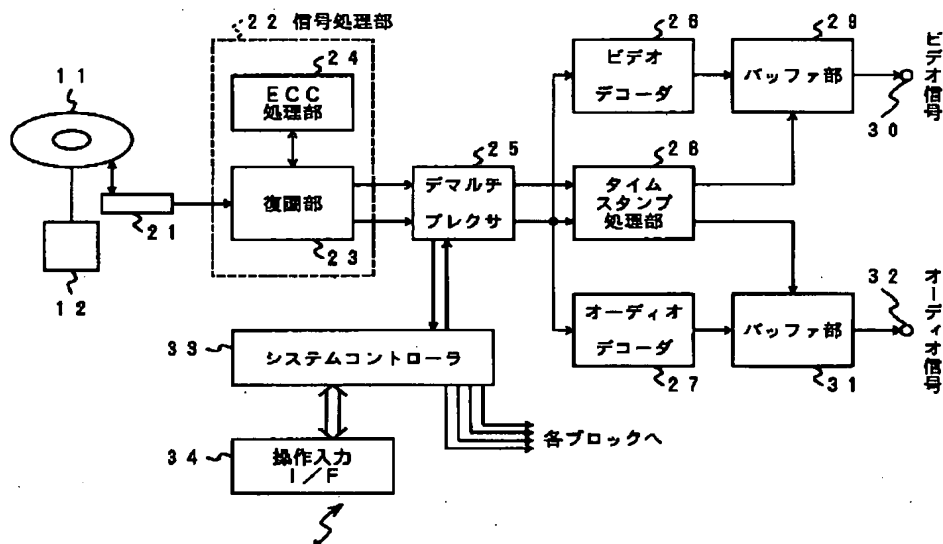 ２２ 信号処理部
２４
ＥＣＣ
処理部
１１
２６
ビデオ
デコーダ
２９
バッファ部
ビデオ信号
３０
２５
デマルチ
プレクサ
２８
タイム
スタンプ
処理部
復調部
２３
２１
１２
３３
システムコントローラ
オーディオ
デコーダ
２７
バッファ部
３１
３２
オーディオ信号
各ブロックへ
３４
操作入力
Ｉ／Ｆ